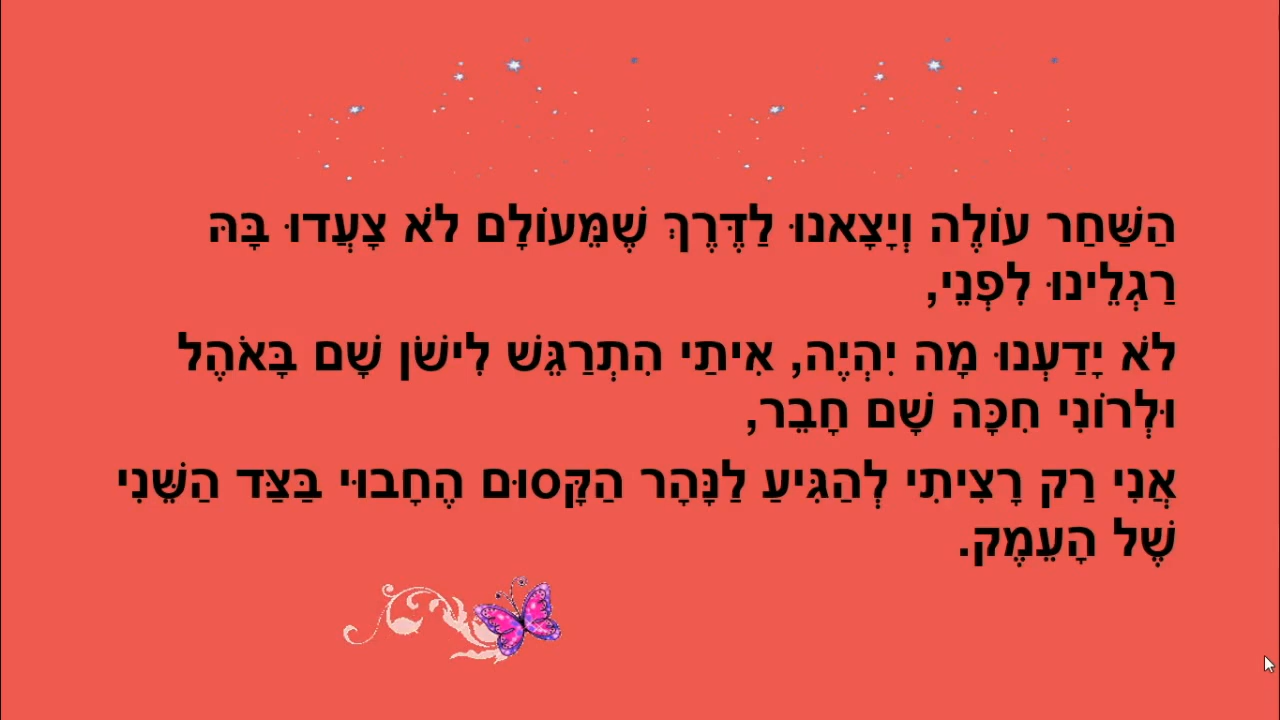 הַשַּׁחַר עוֹלֶה וְיָצָאנוּ לַדֶּרֶךְ שֶׁמֵּעוֹלָם לֹא צָעֲדוּ בָּהּ
רַגְלֵינוּ לִפְנֵי,
לֹא יָדַעְנוּ מָה יִהְיֶה, אִיתַי הִתְרַגֵּשׁ לִישֹׁן שָׁם בָּאֹהֶל
וּלְרוֹנִי חִכָּה שָׁם חָבֵר,
אֲנִי רַק רָצִיתִי לְהַגִּיעַ לַנָּהָר הַקָּסוּם הֶחָבוּי בַּצַּד הַשֵּׁנִי
שֶׁל הָעֵמֶק.